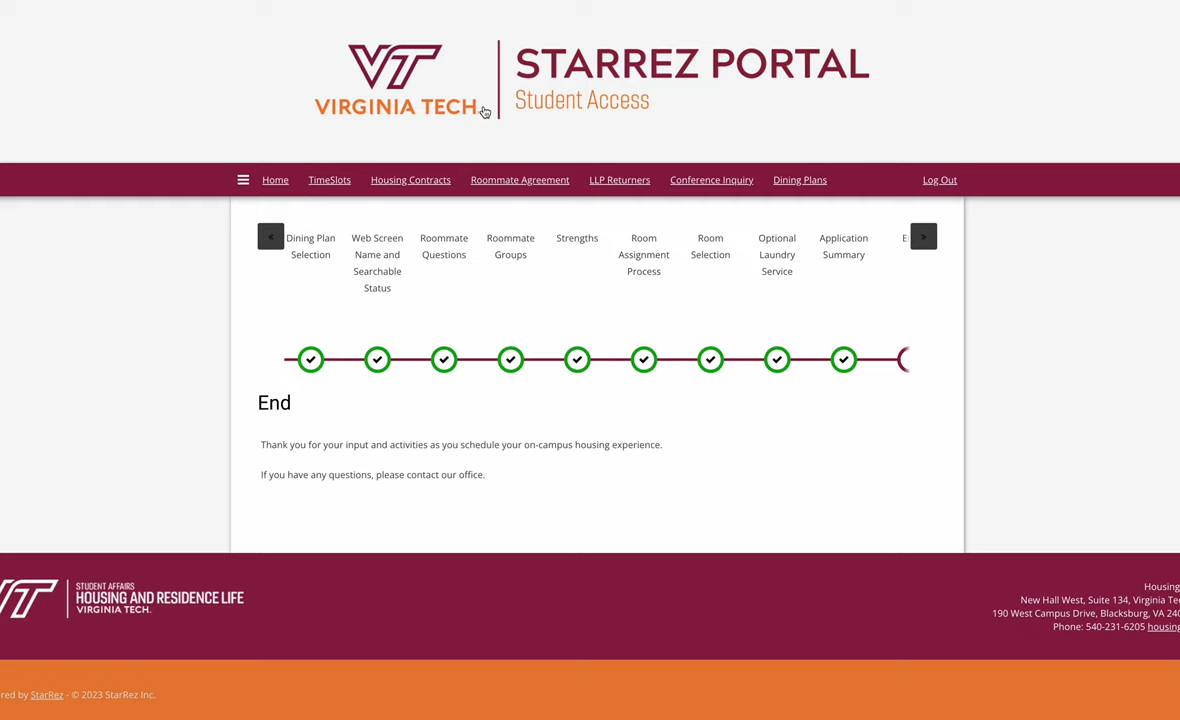 VT
VIRGINIA TECH.
STARREZ PORTAL
Student Access
Home TimeSlots Housing Contracts Roommate Agreement LLP Returners Conference Inquiry Dining Plans Log Out
«
Dining Plan
Selection
Web Screen
Name and
Searchable
Status
Roommate
Questions
Roommate
Groups
Strengths
Room
Assignment
Process
Room
Selection
Optional
Laundry
Service
Application
Summary
»
End
Thank you for your input and activities as you schedule your on-campus housing experience.
If you have any questions, please contact our office.
VT
STUDENT AFFAIRS
HOUSING AND RESIDENCE LIFE
VIRGINIA TECH.
Housing
New Hall West, Suite 134, Virginia Te
190 West Campus Drive, Blacksburg, VA 240
Phone: 540-231-6205 housing
red by StarRez - © 2023 StarRez Inc.